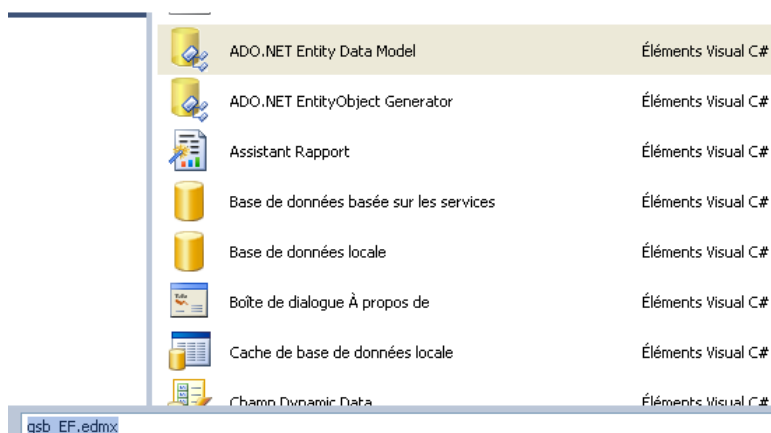 ADO.NET Entity Data Model Éléments Visual C#
ADO.NET EntityObject Generator Éléments Visual C#
Assistant Rapport Éléments Visual C#
Base de données basée sur les services Éléments Visual C#
Base de données locale Éléments Visual C#
Boîte de dialogue À propos de Éléments Visual C#
Cache de base de données locale Éléments Visual C#
Champ Dynamic Data Éléments Visual C#
gsb_EF.edmx